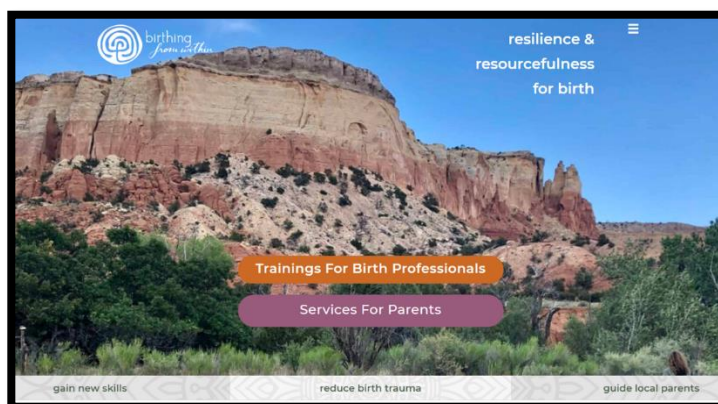 birthing
from within
resilience &
resourcefulness
for birth
Trainings For Birth Professionals
Services For Parents
gain new skills
reduce birth trauma
guide local parents